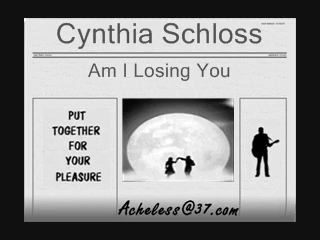 Cynthia Schloss
Am I Losing You
PUT
TOGETHER
FOR
YOUR
PLEASURE
Acheless@37.com